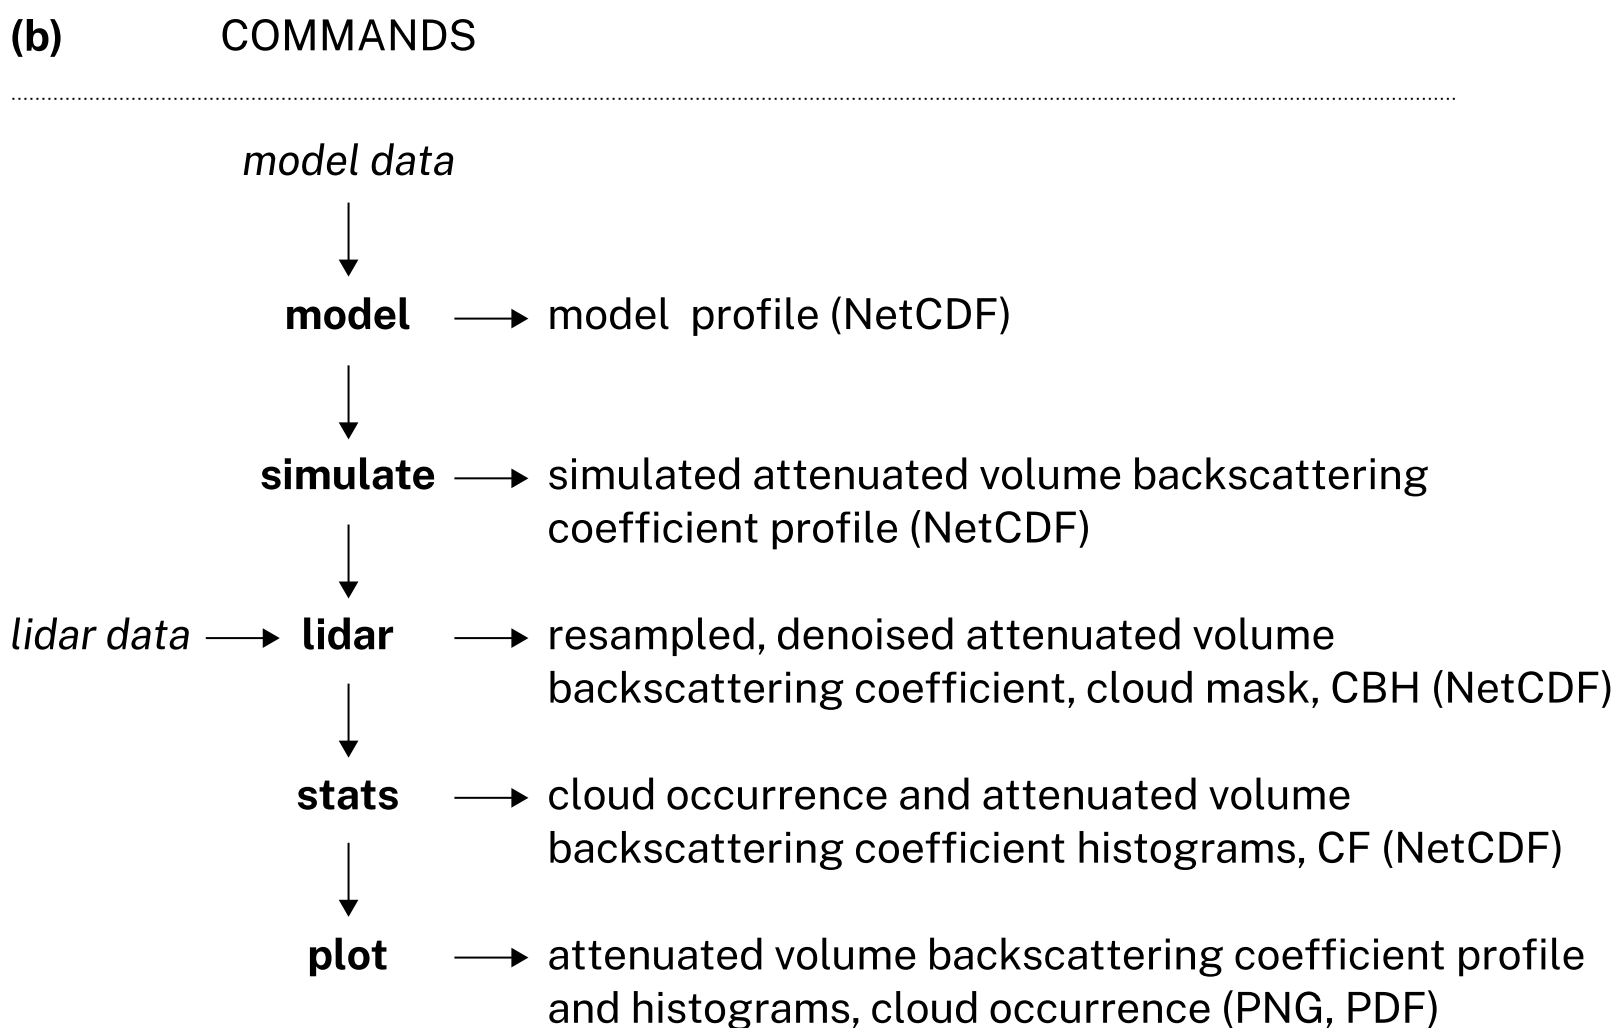 (b) COMMANDS
model data
model model profile (NetCDF)
simulate simulated attenuated volume backscattering
coefficient profile (NetCDF)
lidar data lidar resampled, denoised attenuated volume
backscattering coefficient, cloud mask, CBH (NetCDF)
stats cloud occurrence and attenuated volume
backscattering coefficient histograms, CF (NetCDF)
plot attenuated volume backscattering coefficient profile
and histograms, cloud occurrence (PNG, PDF)